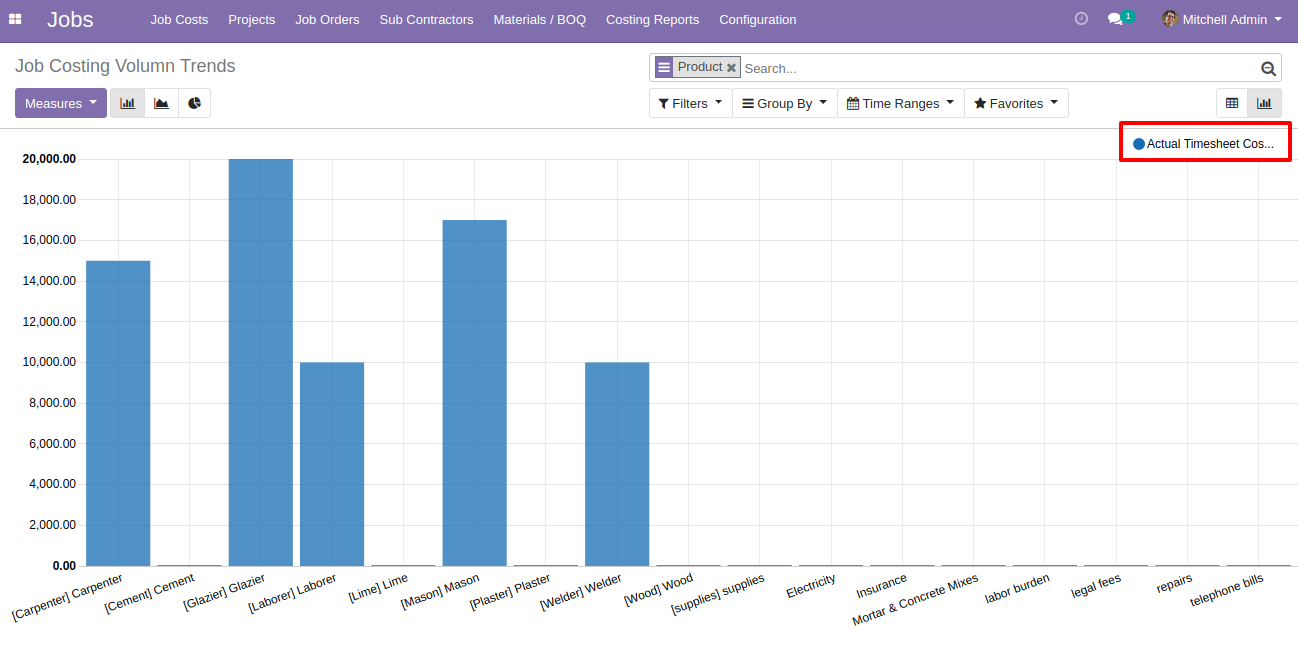 Jobs Job Costs Projects Job Orders Sub Contractors Materials / BOQ Costing Reports Configuration 1 Mitchell Admin
Job Costing Volumn Trends
Product Search...
Measures Filters Group By Time Ranges Favorites
Actual Timesheet Cos...
20,000.00
18,000.00
16,000.00
14,000.00
12,000.00
10,000.00
8,000.00
6,000.00
4,000.00
2,000.00
0.00
[Carpenter] Carpenter
[Cement] Cement
[Glazier] Glazier
[Laborer] Laborer
[Lime] Lime
[Mason] Mason
[Plaster] Plaster
[Welder] Welder
[Wood] Wood
[supplies] supplies
Electricity
Insurance
Mortar & Concrete Mixes
labor burden
legal fees
repairs
telephone bills